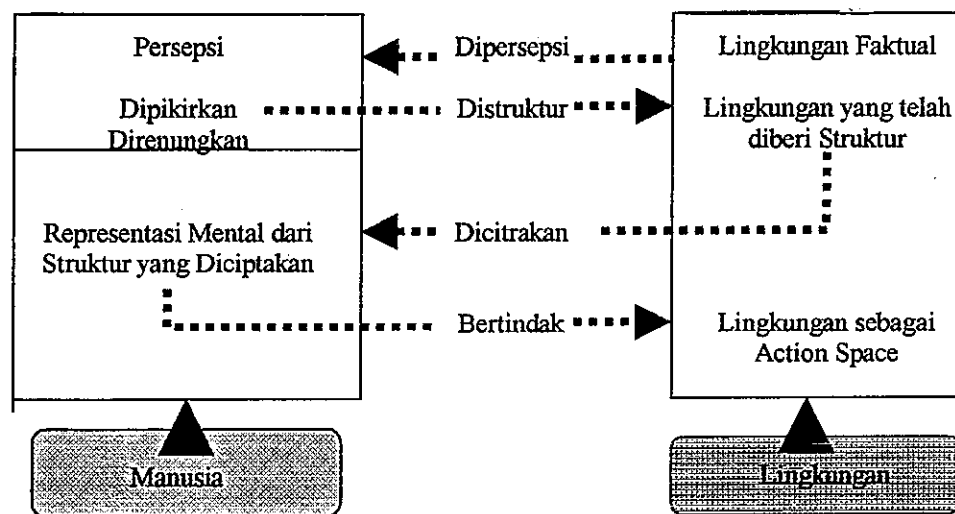 Persepsi
Dipersepsi
Lingkungan Faktual
Dipikirkan
Direnungkan
Distruktur
Lingkungan yang telah
diberi Struktur
Representasi Mental dari
Struktur yang Diciptakan
Dicitrakan
Bertindak
Lingkungan sebagai
Action Space
Manusia
Lingkungan